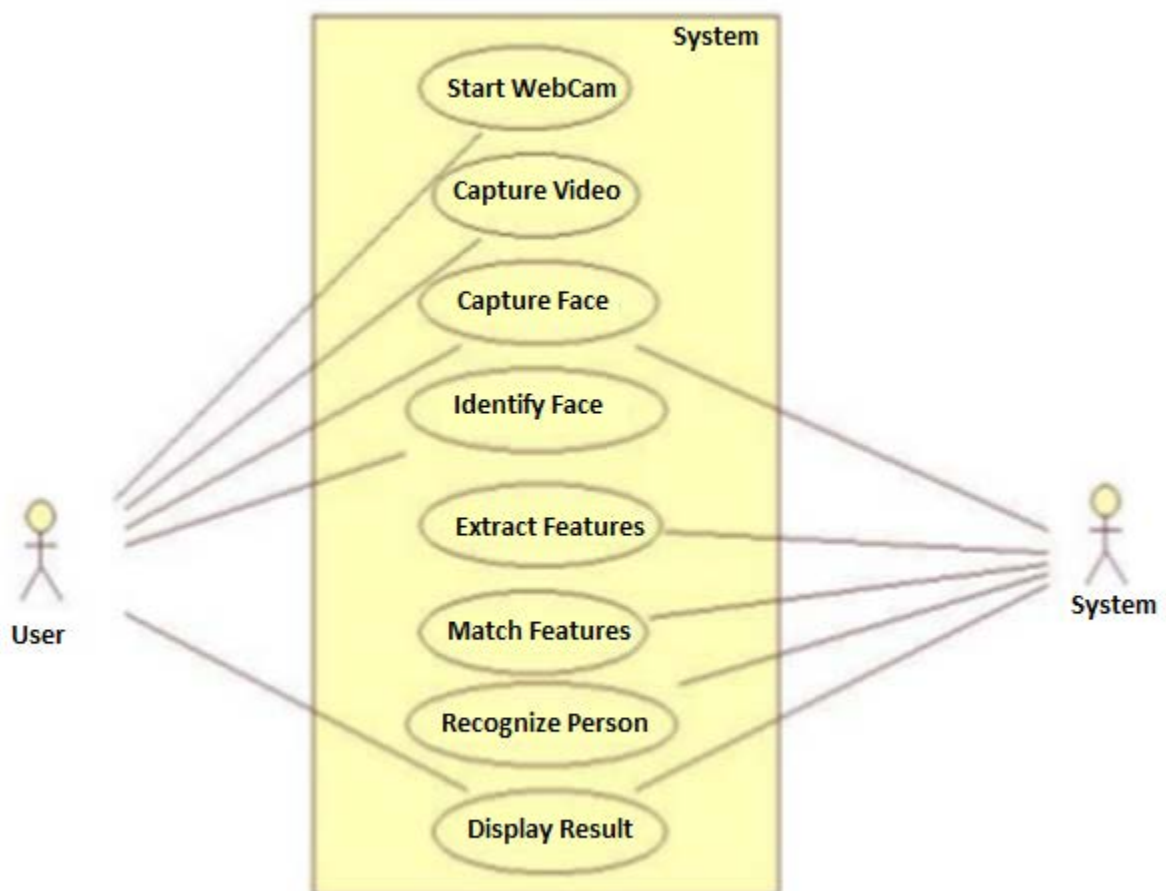 System
Start WebCam
Capture Video
Capture Face
Identify Face
Extract Features
Match Features
Recognize Person
Display Result
User
System